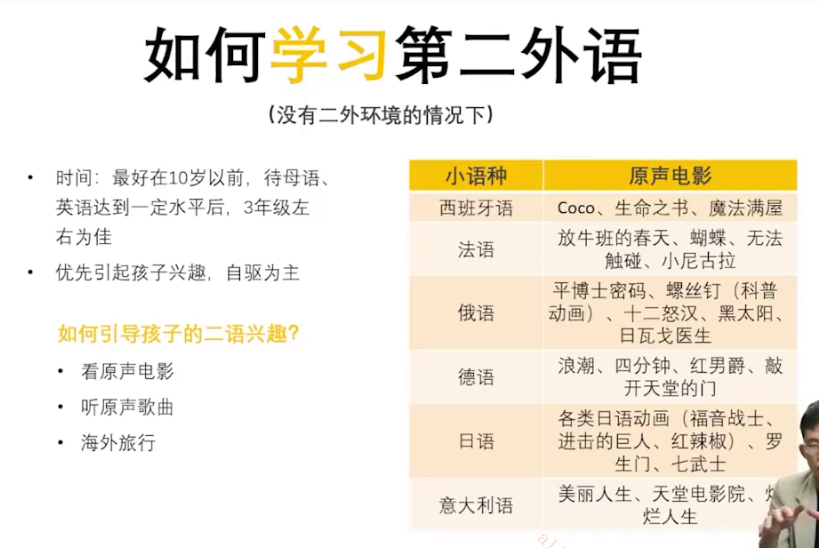 如何学习第二外语
（没有二外环境的情况下）
• 时间：最好在10岁以前，待母语、
英语达到一定水平后，3年级左
右为佳
• 优先引起孩子兴趣，自驱为主
如何引导孩子的二语兴趣?
• 看原声电影
• 听原声歌曲
• 海外旅行
小语种 原声电影
西班牙语 Coco、生命之书、魔法满屋
法语 放牛班的春天、蝴蝶、无法
触碰、小尼古拉
俄语 平博士密码、螺丝钉（科普
动画）、十二怒汉、黑太阳、
日瓦戈医生
德语 浪潮、四分钟、红男爵、敲
开天堂的门
日语 各类日语动画（福音战士、
进击的巨人、红辣椒）、罗
生门、七武士
意大利语 美丽人生、天堂电影院、
烂人生